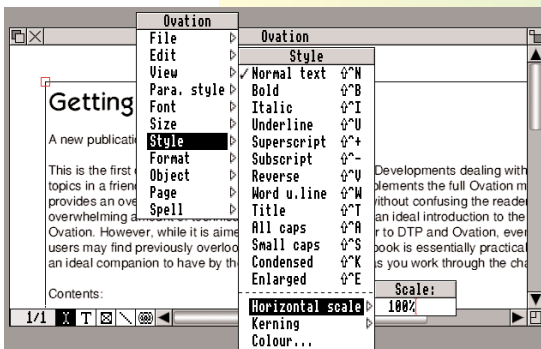 Ovation
File
Edit
View
Para. style
Font
Size
Style
Format
Object
Page
Spell
Ovation
Style
Normal text ⇧^N
Bold ⇧^B
Italic ⇧^I
Underline ⇧^U
Superscript ⇧^+
Subscript ⇧^-
Reverse ⇧^V
Word u.line ⇧^W
Title ⇧^T
All caps ⇧^A
Small caps ⇧^S
Condensed ⇧^K
Enlarged ⇧^E
Horizontal scale
Kerning
Colour...
Scale:
100%
Getting
A new publicati
This is the first Developments dealing with
topics in a frien plements the full Ovation m
provides an ove without confusing the reader
overwhelming a an ideal introduction to the
Ovation. However, while it is aime r to DTP and Ovation, ever
users may find previously overloo book is essentially practical
an ideal companion to have by th as you work through the cha
Contents:
1/1 T